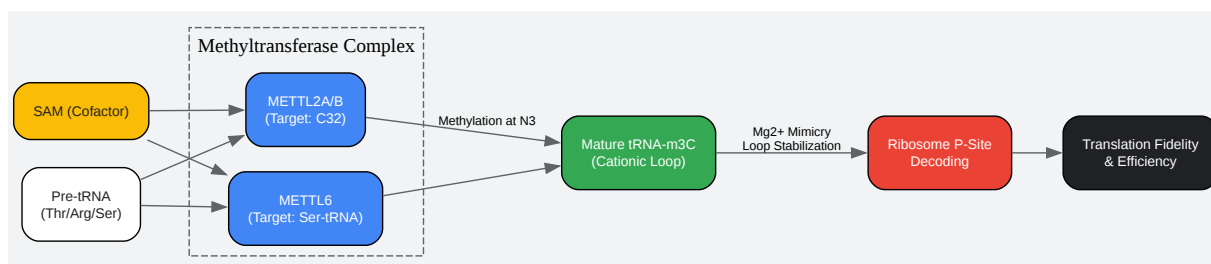 Methyltransferase Complex
SAM (Cofactor)
Pre-tRNA
(Thr/Arg/Ser)
METTL2A/B
(Target: C32)
METTL6
(Target: Ser-tRNA)
Methylation at N3
Mature tRNA-m3C
(Cationic Loop)
Mg2+ Mimicry
Loop Stabilization
Ribosome P-Site
Decoding
Translation Fidelity
& Efficiency